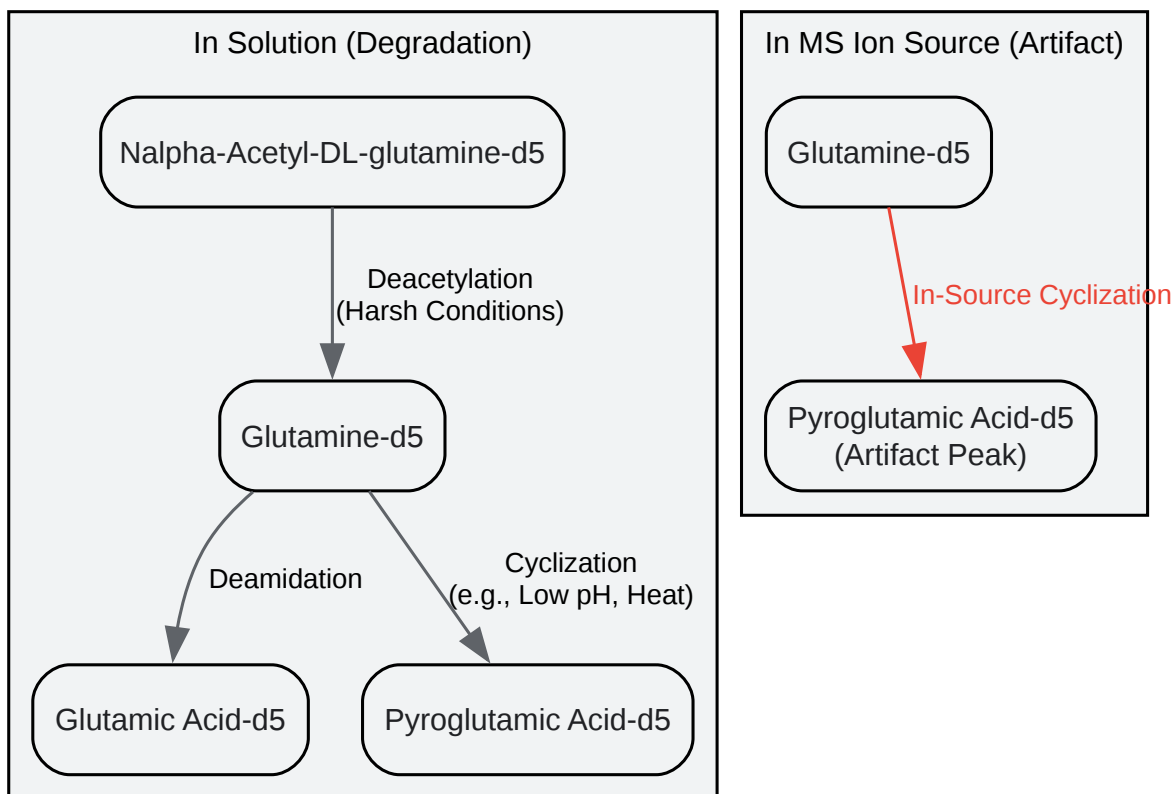 In Solution (Degradation)
Nalpha-Acetyl-DL-glutamine-d5
Deacetylation
(Harsh Conditions)
Glutamine-d5
Deamidation
Cyclization
(e.g., Low pH, Heat)
Glutamic Acid-d5
Pyroglutamic Acid-d5
In MS Ion Source (Artifact)
Glutamine-d5
In-Source Cyclization
Pyroglutamic Acid-d5
(Artifact Peak)